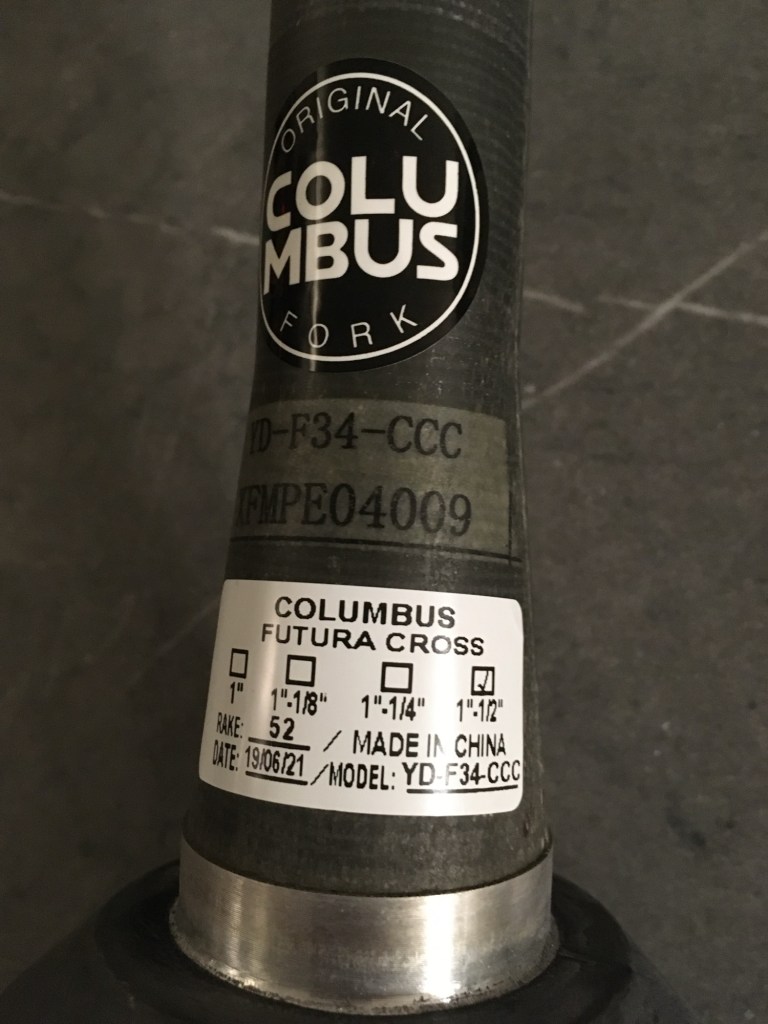 ORIGINAL
COLU
MBUS
FORK
YD-F34-CCC
XFMPE04009
COLUMBUS
FUTURA CROSS
1" 1"-1/8" 1"-1/4" 1"-1/2"
RAKE: 52 / MADE IN CHINA
DATE: 19/06/21 / MODEL: YD-F34-CCC